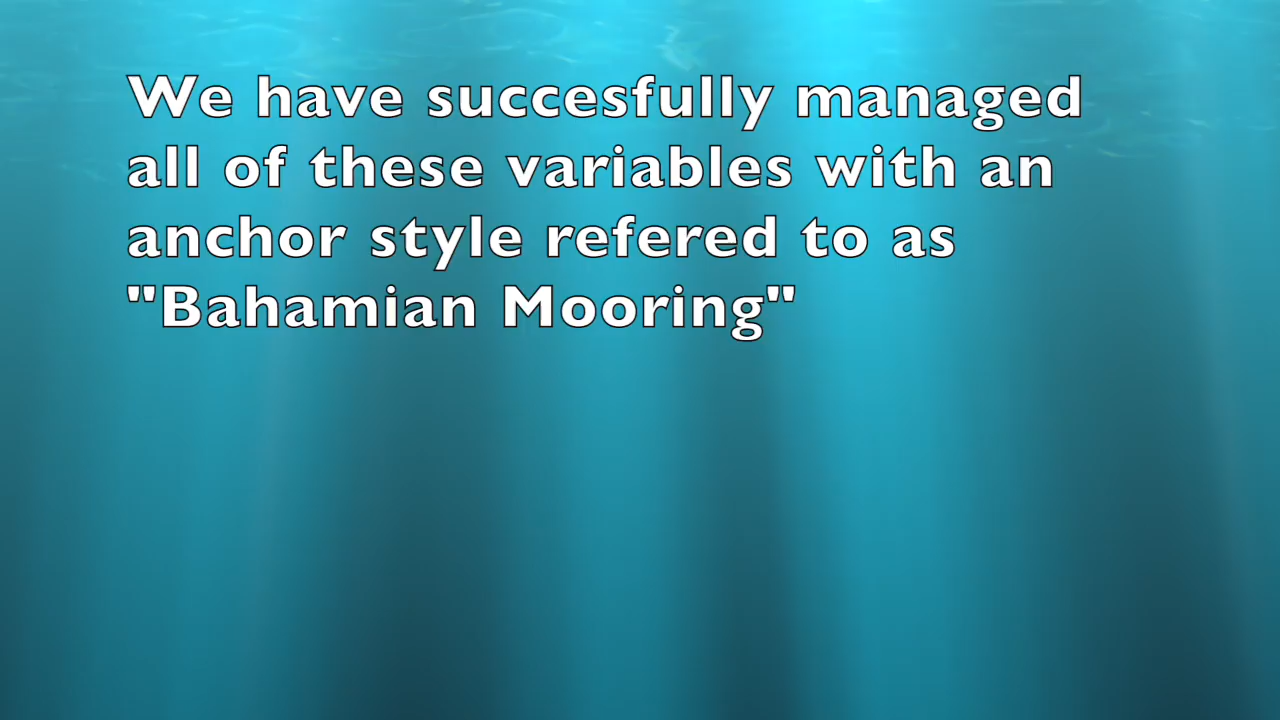 We have succesfully managed
all of these variables with an
anchor style refered to as
"Bahamian Mooring"